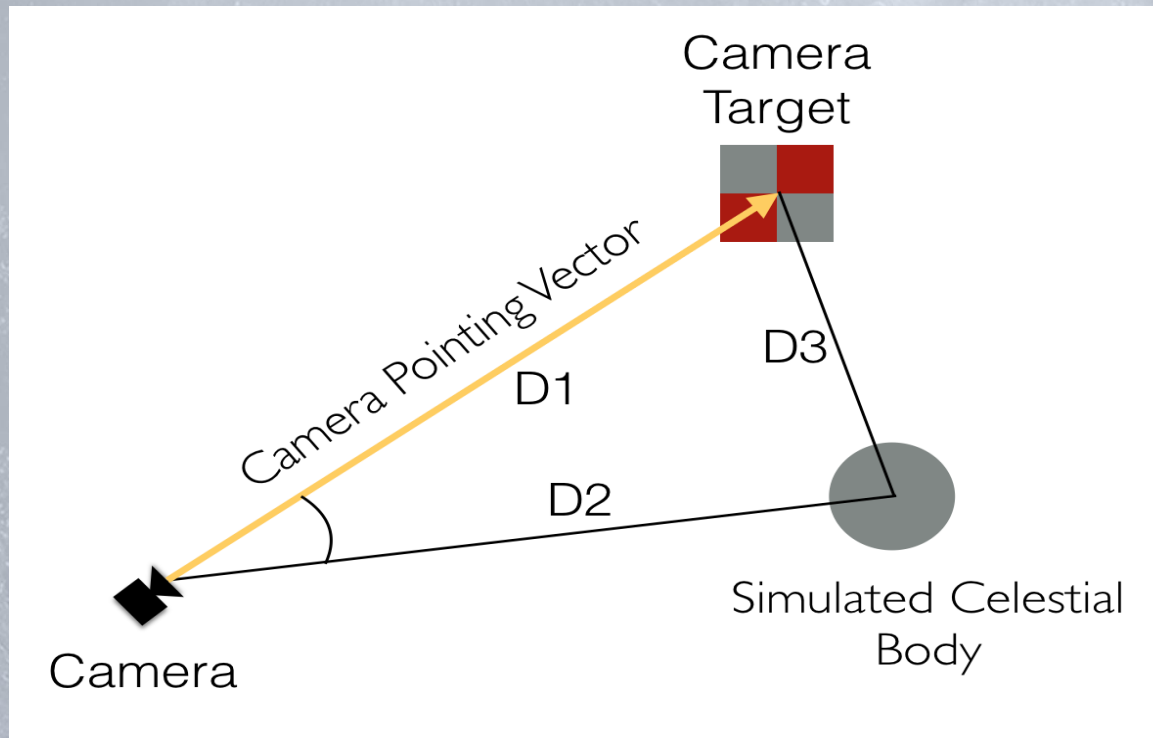 Camera
Target
Camera Pointing Vector
D1
D3
D2
Simulated Celestial
Body
Camera